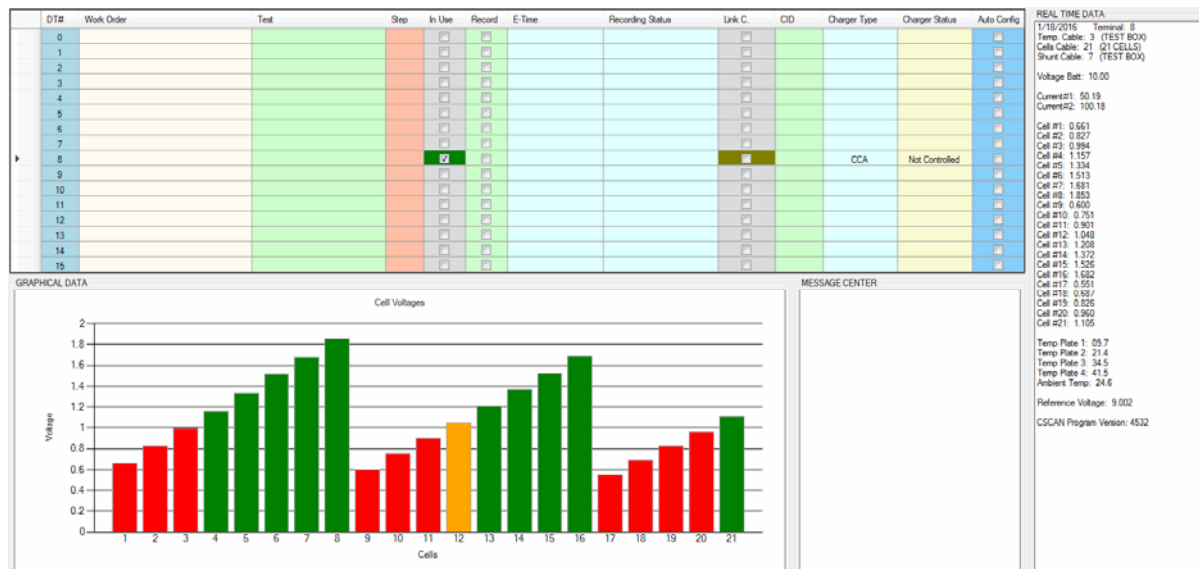 DT# Work Order Test Step In Use Record E-Time Recording Status Link C. CID Charger Type Charger Status Auto Config
0
1
2
3
4
5
6
7
8 CCA Not Controlled
9
10
11
12
13
14
15
REAL TIME DATA
1/18/2016 Terminal: 8
Temp. Cable: 3 (TEST BOX)
Cells Cable: 21 (21 CELLS)
Shunt Cable: 7 (TEST BOX)
Voltage Batt: 10.00
Current#1: 50.19
Current#2: 100.18
Cell #1: 0.661
Cell #2: 0.827
Cell #3: 0.994
Cell #4: 1.157
Cell #5: 1.334
Cell #6: 1.513
Cell #7: 1.681
Cell #8: 1.853
Cell #9: 0.600
Cell #10: 0.751
Cell #11: 0.901
Cell #12: 1.048
Cell #13: 1.208
Cell #14: 1.372
Cell #15: 1.526
Cell #16: 1.682
Cell #17: 0.551
Cell #18: 0.687
Cell #19: 0.826
Cell #20: 0.960
Cell #21: 1.105
Temp Plate 1: 09.7
Temp Plate 2: 21.4
Temp Plate 3: 34.5
Temp Plate 4: 41.5
Ambient Temp: 24.6
Reference Voltage: 9.002
CSCAN Program Version: 4532
GRAPHICAL DATA
Cell Voltages
2
1.8
1.6
1.4
1.2
1
0.8
0.6
0.4
0.2
0
Voltage
1 2 3 4 5 6 7 8 9 10 11 12 13 14 15 16 17 18 19 20 21
Cells
MESSAGE CENTER